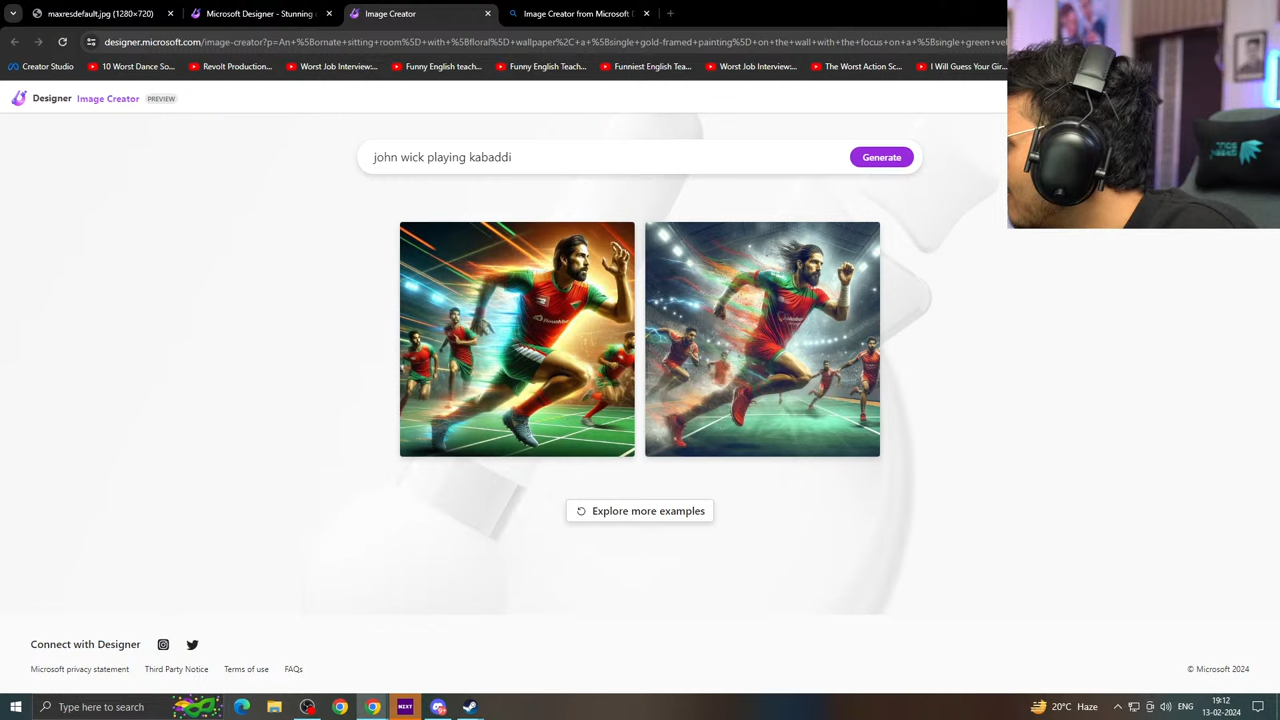 maxresdefault.jpg (1280×720)
Microsoft Designer - Stunning
Image Creator
Image Creator from Microsoft D
designer.microsoft.com/image-creator?p=An+%5Bornate+sitting+room%5D+with+%5Bfloral%5D+wallpaper%2C+a+%5Bsingle+gold-framed+painting%5D+on+the+wall+with+the+focus+on+a+%5Bsingle+green+vel
Creator Studio
10 Worst Dance So...
Revolt Production...
Worst Job Interview:...
Funny English teach...
Funny English Teac...
Funniest English Tea...
Worst Job Interview:...
The Worst Action Sc...
I Will Guess Your Gir...
Designer Image Creator PREVIEW
john wick playing kabaddi
Generate
Explore more examples
Connect with Designer
Microsoft privacy statement
Third Party Notice
Terms of use
FAQs
© Microsoft 2024
Type here to search
NIXT
20°C Haze
ENG
19:12
13-02-2024